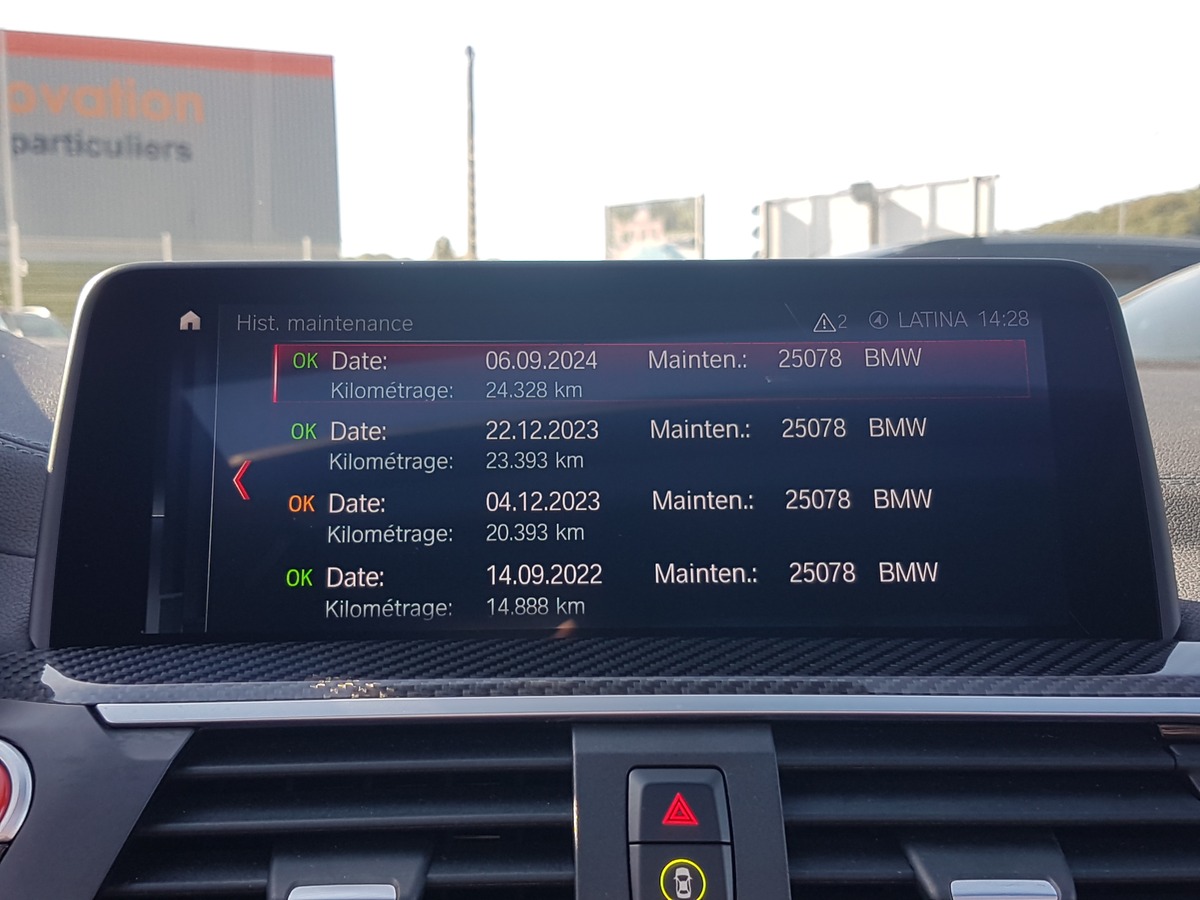 ovation
particuliers
Hist. maintenance 2 LATINA 14:28
OK Date: 06.09.2024 Mainten.: 25078 BMW
Kilométrage: 24.328 km
OK Date: 22.12.2023 Mainten.: 25078 BMW
Kilométrage: 23.393 km
OK Date: 04.12.2023 Mainten.: 25078 BMW
Kilométrage: 20.393 km
OK Date: 14.09.2022 Mainten.: 25078 BMW
Kilométrage: 14.888 km